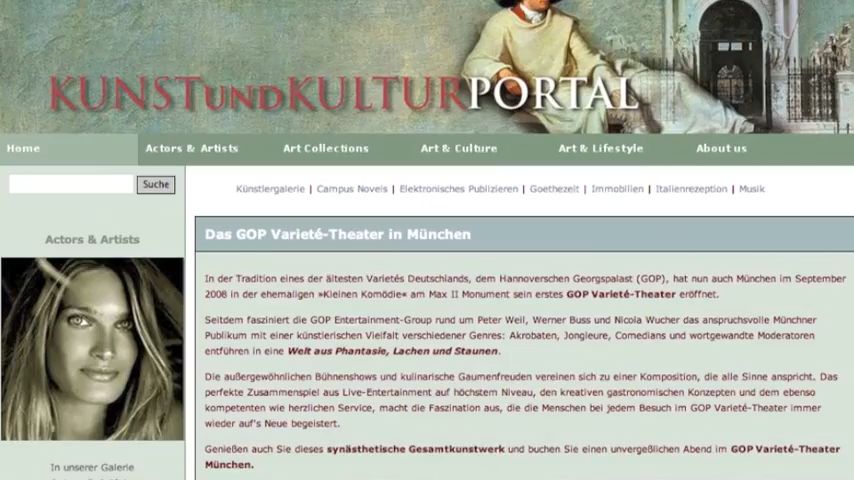 KUNSTUNDKULTURPORTAL
Home Actors & Artists Art Collections Art & Culture Art & Lifestyle About us
Suche
Künstlergalerie | Campus Novels | Elektronisches Publizieren | Goethezeit | Immobilien | Italienrezeption | Musik
Actors & Artists
Das GOP Varieté-Theater in München
In der Tradition eines der ältesten Varietés Deutschlands, dem Hannoverschen Georgspalast (GOP), hat nun auch München im September
2008 in der ehemaligen »Kleinen Komödie« am Max II Monument sein erstes GOP Varieté-Theater eröffnet.
Seitdem fasziniert die GOP Entertainment-Group rund um Peter Weil, Werner Buss und Nicola Wucher das anspruchsvolle Münchner
Publikum mit einer künstlerischen Vielfalt verschiedener Genres: Akrobaten, Jongleure, Comedians und wortgewandte Moderatoren
entführen in eine Welt aus Phantasie, Lachen und Staunen.
Die außergewöhnlichen Bühnenshows und kulinarische Gaumenfreuden vereinen sich zu einer Komposition, die alle Sinne anspricht. Das
perfekte Zusammenspiel aus Live-Entertainment auf höchstem Niveau, den kreativen gastronomischen Konzepten und dem ebenso
kompetenten wie herzlichen Service, macht die Faszination aus, die die Menschen bei jedem Besuch im GOP Varieté-Theater immer
wieder auf's Neue begeistert.
Genießen auch Sie dieses synästhetische Gesamtkunstwerk und buchen Sie einen unvergeßlichen Abend im GOP Varieté-Theater
München.
In unserer Galerie